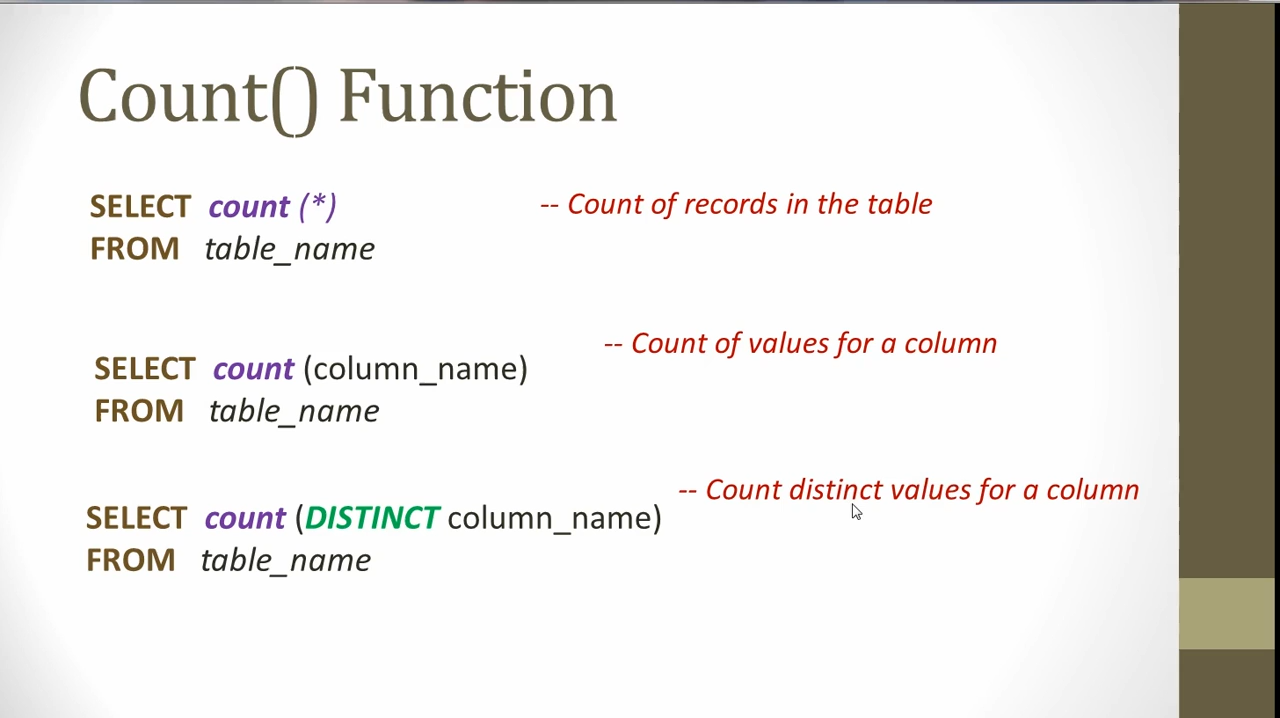 Count() Function
SELECT count (*)
-- Count of records in the table
FROM table_name
-- Count of values for a column
SELECT count (column_name)
FROM table_name
-- Count distinct values for a column
SELECT count (DISTINCT column_name)
FROM table_name